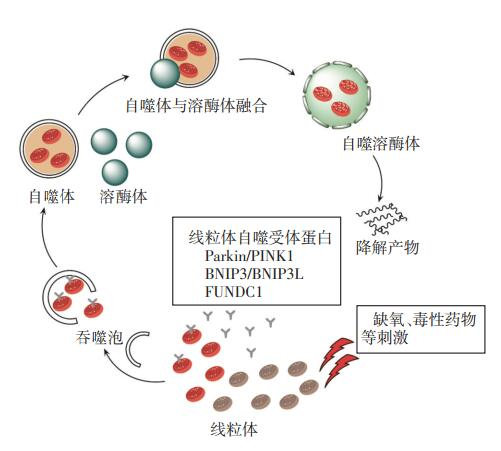 自噬体与溶酶体融合
自噬溶酶体
自噬体
溶酶体
降解产物
线粒体自噬受体蛋白
Parkin/PINK1
BNIP3/BNIP3L
FUNDC1
缺氧、毒性药物
等刺激
吞噬泡
线粒体